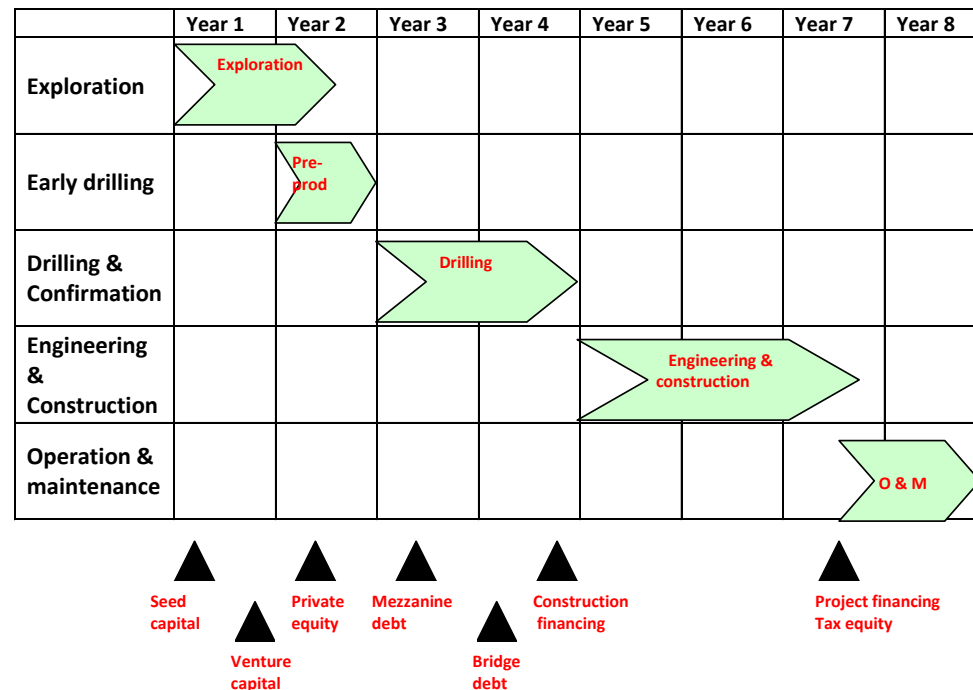 Year 1 Year 2 Year 3 Year 4 Year 5 Year 6 Year 7 Year 8
Exploration
Exploration
Early drilling
Pre-
prod
Drilling &
Confirmation
Drilling
Engineering
&
Construction
Engineering &
construction
Operation &
maintenance
O & M
Seed
capital
Venture
capital
Private
equity
Mezzanine
debt
Bridge
debt
Construction
financing
Project financing
Tax equity